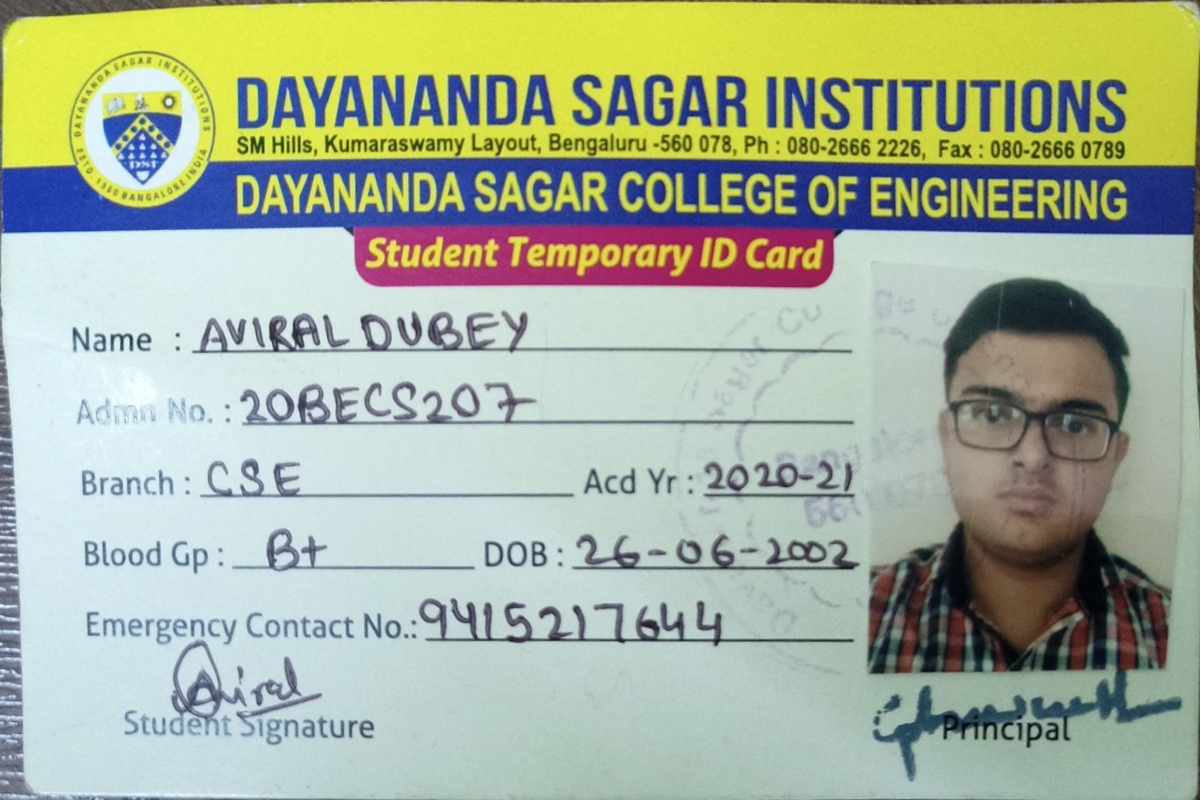 DAYANANDA SAGAR INSTITUTIONS
SM Hills, Kumaraswamy Layout, Bengaluru -560 078, Ph : 080-2666 2226, Fax : 080-2666 0789
DAYANANDA SAGAR COLLEGE OF ENGINEERING
DAYANANDA SAGAR INSTITUTIONS
DSI
ESTD. BANGALORE INDIA
Student Temporary ID Card
Name : AVIRAL DUBEY
Admn No. : 20BECS207
Branch : CSE Acd Yr : 2020-21
Blood Gp : B+ DOB : 26-06-2002
Emergency Contact No.: 9415217644
Aviral
Student Signature
Principal